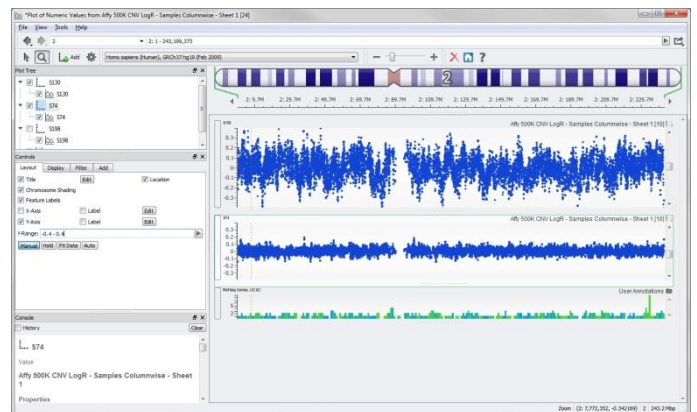 *Plot of Numeric Values from Affy 500K CNV LogR - Samples Columnwise - Sheet 1 [24]
File View Tools Help
2 2: 1 - 243,199,373
Add Homo sapiens (Human), GRCh37 hg19 (Feb 2009)
Plot Tree
S130
S130
S74
S74
S198
S198
Controls
Layout Display Filter Add
Title Edit Location
Chromosome Shading
Feature Labels
X-Axis Label Edit
Y-Axis Label Edit
Y-Range: -0.4 - 0.4
Manual Hold Fit Data Auto
Console
History Clear
S74
Value
Affy 500K CNV LogR - Samples Columnwise - Sheet
1
Properties
2
2: 9.7M 2: 29.7M 2: 49.7M 2: 69.7M 2: 89.7M 2: 109.7M 2: 129.7M 2: 149.7M 2: 169.7M 2: 189.7M 2: 209.7M 2: 229.7M
S130 Affy 500K CNV LogR - Samples Columnwise - Sheet 1 [10]
0.3
0.2
0.1
0
-0.1
-0.2
-0.3
S74 Affy 500K CNV LogR - Samples Columnwise - Sheet 1 [10]
0.3
0.2
0.1
0
-0.1
-0.2
-0.3
RefSeq Genes, UCSC User Annotations
5
2
Zoom (2: 7,772,352, -0.342169) 2 243.2 Mbp